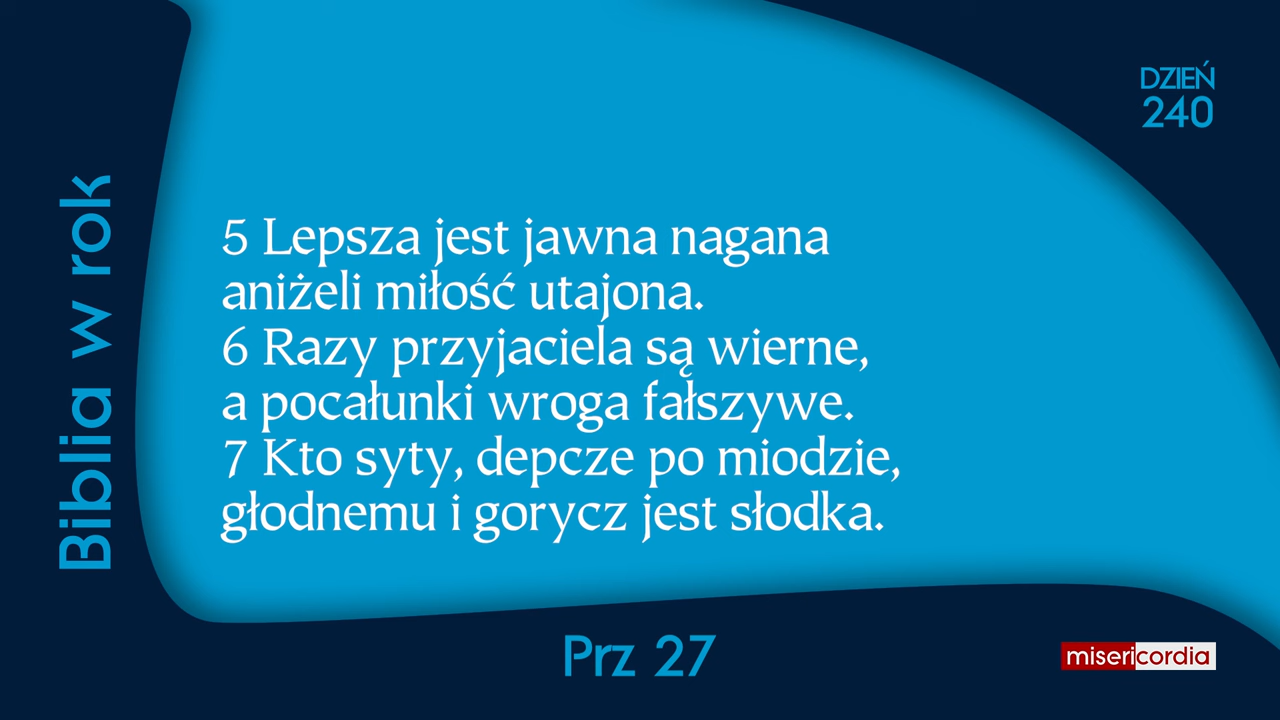 DZIEŃ
240
Biblia w rok
5 Lepsza jest jawna nagana
aniżeli miłość utajona.
6 Razy przyjaciela są wierne,
a pocałunki wroga fałszywe.
7 Kto syty, depcze po miodzie,
głodnemu i gorycz jest słodka.
Prz 27
misericordia